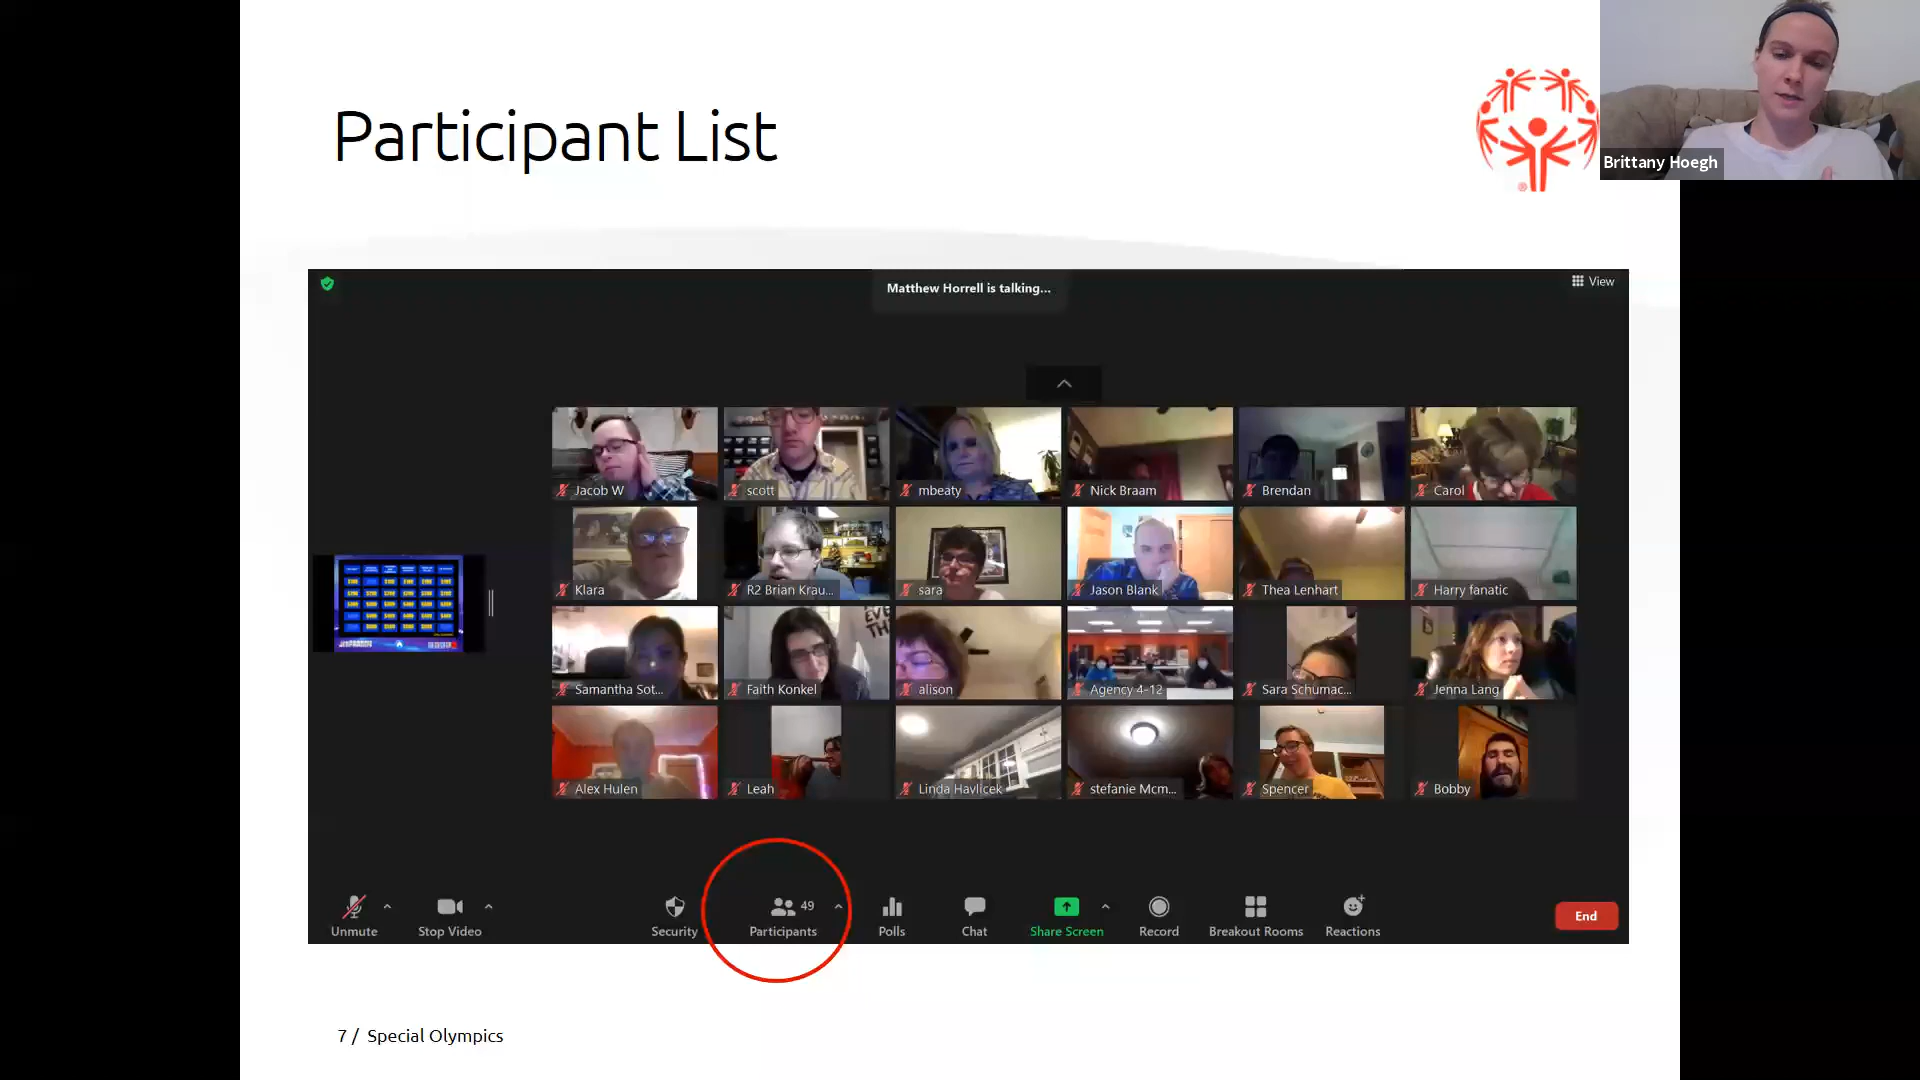 Participant List
Brittany Hoegh
Matthew Horrell is talking...
View
Jacob W
scott
mbeaty
Nick Braam
Brendan
Carol
Klara
R2 Brian Krau...
sara
Jason Blank
Thea Lenhart
Harry fanatic
Samantha Sot...
Faith Konkel
alison
Agency 4-12
Sara Schumac...
Jenna Lang
Alex Hulen
Leah
Linda Havlicek
stefanie Mcm...
Spencer
Bobby
49
Unmute
Stop Video
Security
Participants
Polls
Chat
Share Screen
Record
Breakout Rooms
Reactions
End
7 / Special Olympics